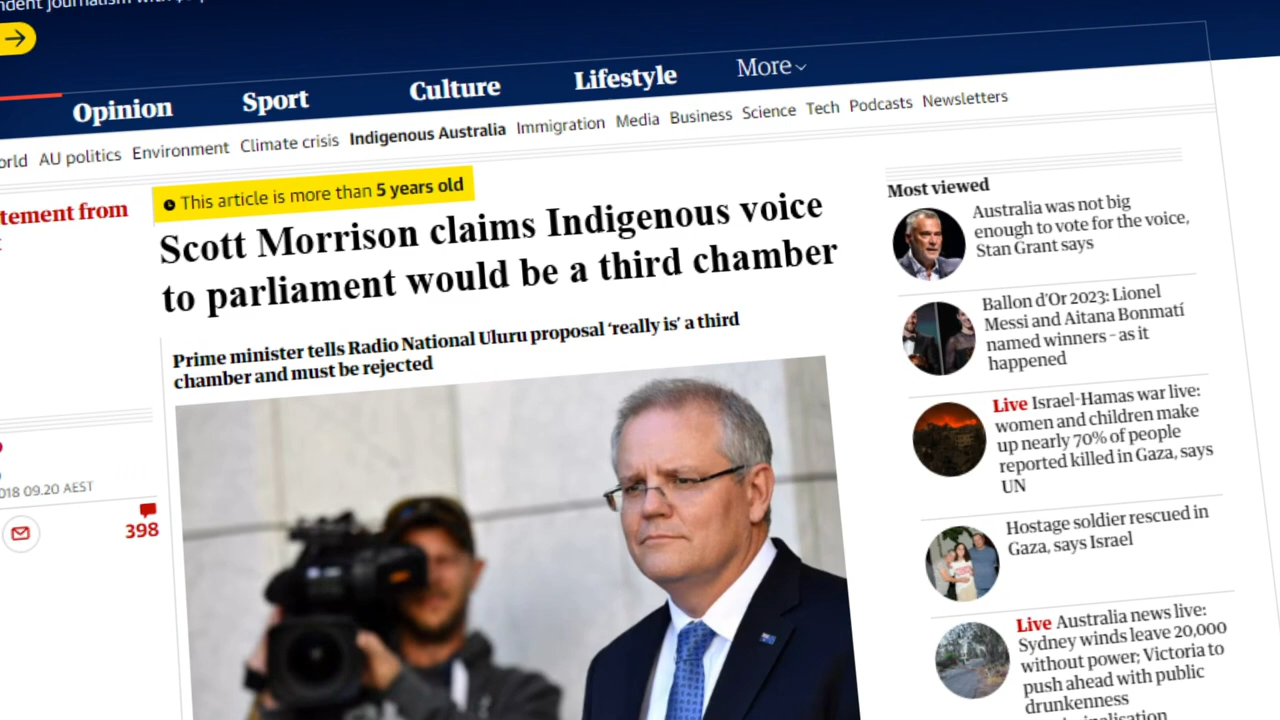 Opinion Sport Culture Lifestyle More
AU politics Environment Climate crisis Indigenous Australia Immigration Media Business Science Tech Podcasts Newsletters
This article is more than 5 years old
Scott Morrison claims Indigenous voice
to parliament would be a third chamber
Prime minister tells Radio National Uluru proposal ‘really is’ a third
chamber and must be rejected
09.20 AEST
398
Most viewed
Australia was not big
enough to vote for the voice,
Stan Grant says
Ballon d’Or 2023: Lionel
Messi and Aitana Bonmatí
named winners – as it
happened
Live Israel-Hamas war live:
women and children make
up nearly 70% of people
reported killed in Gaza, says
UN
Hostage soldier rescued in
Gaza, says Israel
Live Australia news live:
Sydney winds leave 20,000
without power; Victoria to
push ahead with public
drunkenness